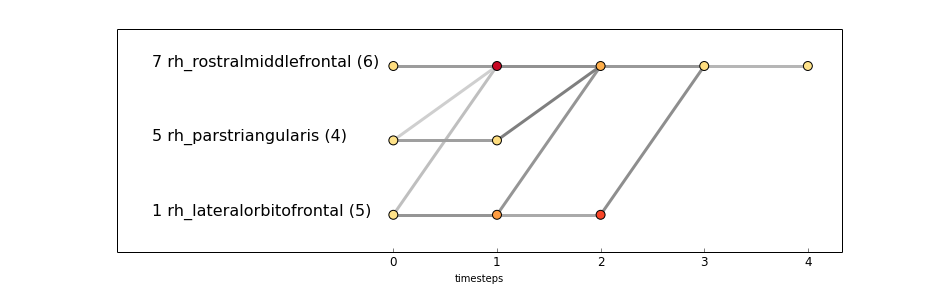 7 rh_rostralmiddlefrontal (6)
5 rh_parstriangularis (4)
1 rh_lateralorbitofrontal (5)
0 1 2 3 4
timesteps